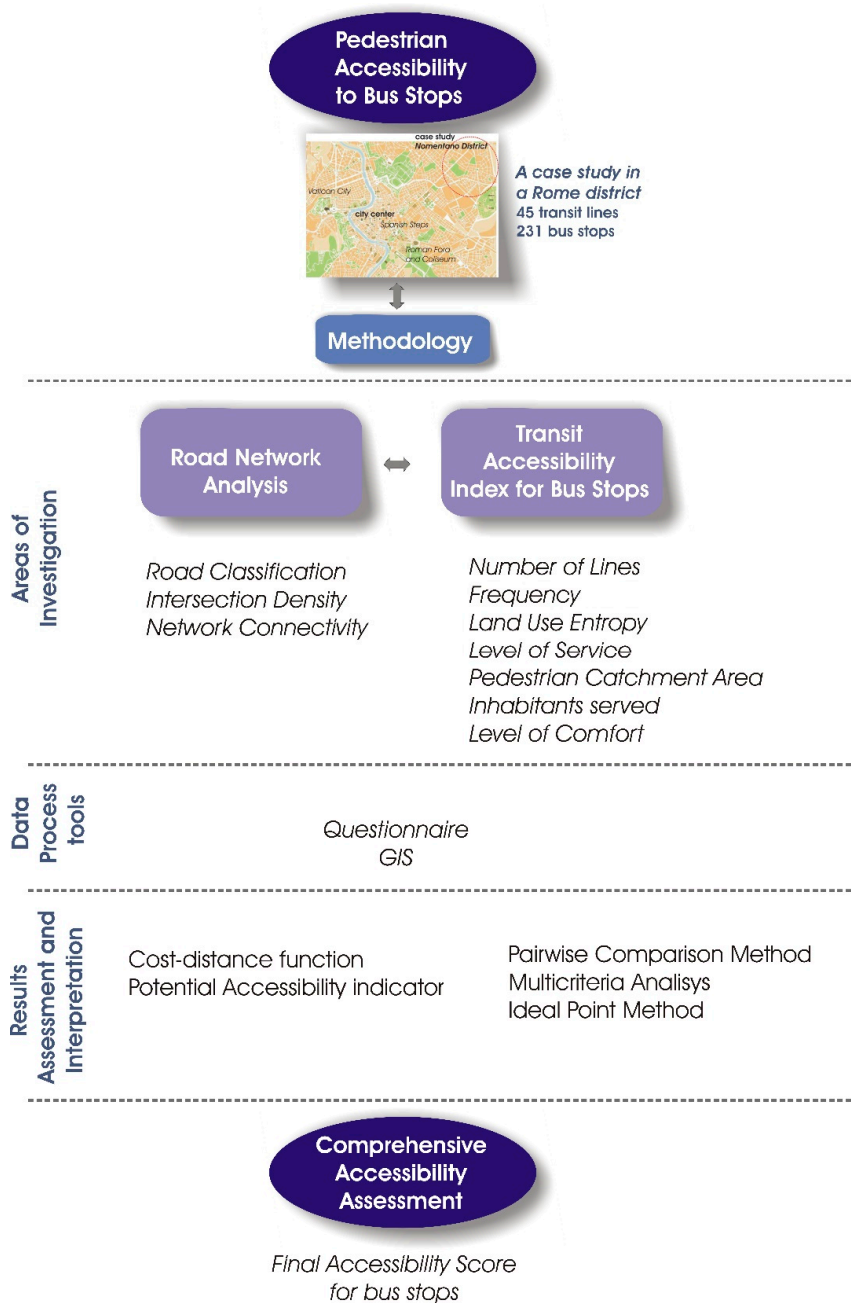 Pedestrian
Accessibility
to Bus Stops
case study
Nomentano District
Vatican City
city center
Spanish Steps
Roman Fora
and Coliseum
A case study in
a Rome district
45 transit lines
231 bus stops
Methodology
Areas of
Investigation
Road Network
Analysis
Transit
Accessibility
Index for Bus Stops
Road Classification
Intersection Density
Network Connectivity
Number of Lines
Frequency
Land Use Entropy
Level of Service
Pedestrian Catchment Area
Inhabitants served
Level of Comfort
Data
Process
tools
Questionnaire
GIS
Results
Assessment and
Interpretation
Cost-distance function
Potential Accessibility indicator
Pairwise Comparison Method
Multicriteria Analisys
Ideal Point Method
Comprehensive
Accessibility
Assessment
Final Accessibility Score
for bus stops